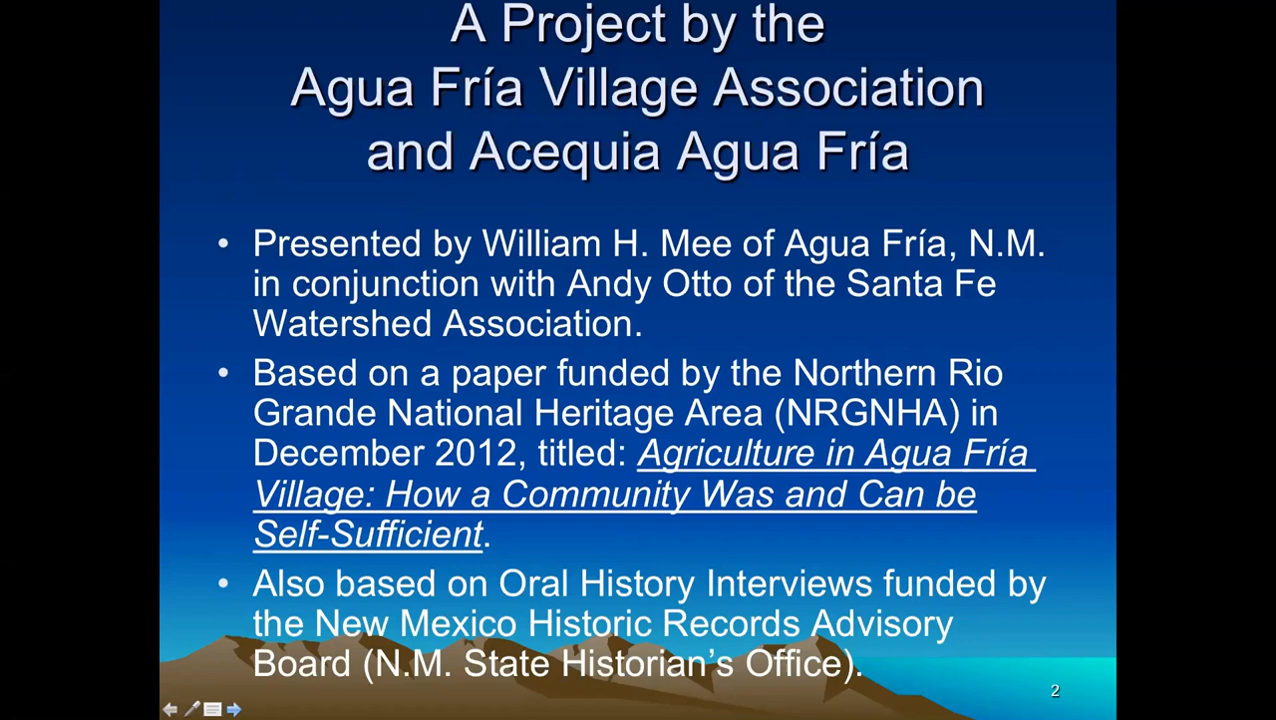 A Project by the
Agua Fría Village Association
and Acequia Agua Fría
• Presented by William H. Mee of Agua Fría, N.M.
in conjunction with Andy Otto of the Santa Fe
Watershed Association.
• Based on a paper funded by the Northern Rio
Grande National Heritage Area (NRGNHA) in
December 2012, titled: Agriculture in Agua Fría
Village: How a Community Was and Can be
Self-Sufficient.
• Also based on Oral History Interviews funded by
the New Mexico Historic Records Advisory
Board (N.M. State Historian’s Office).
2